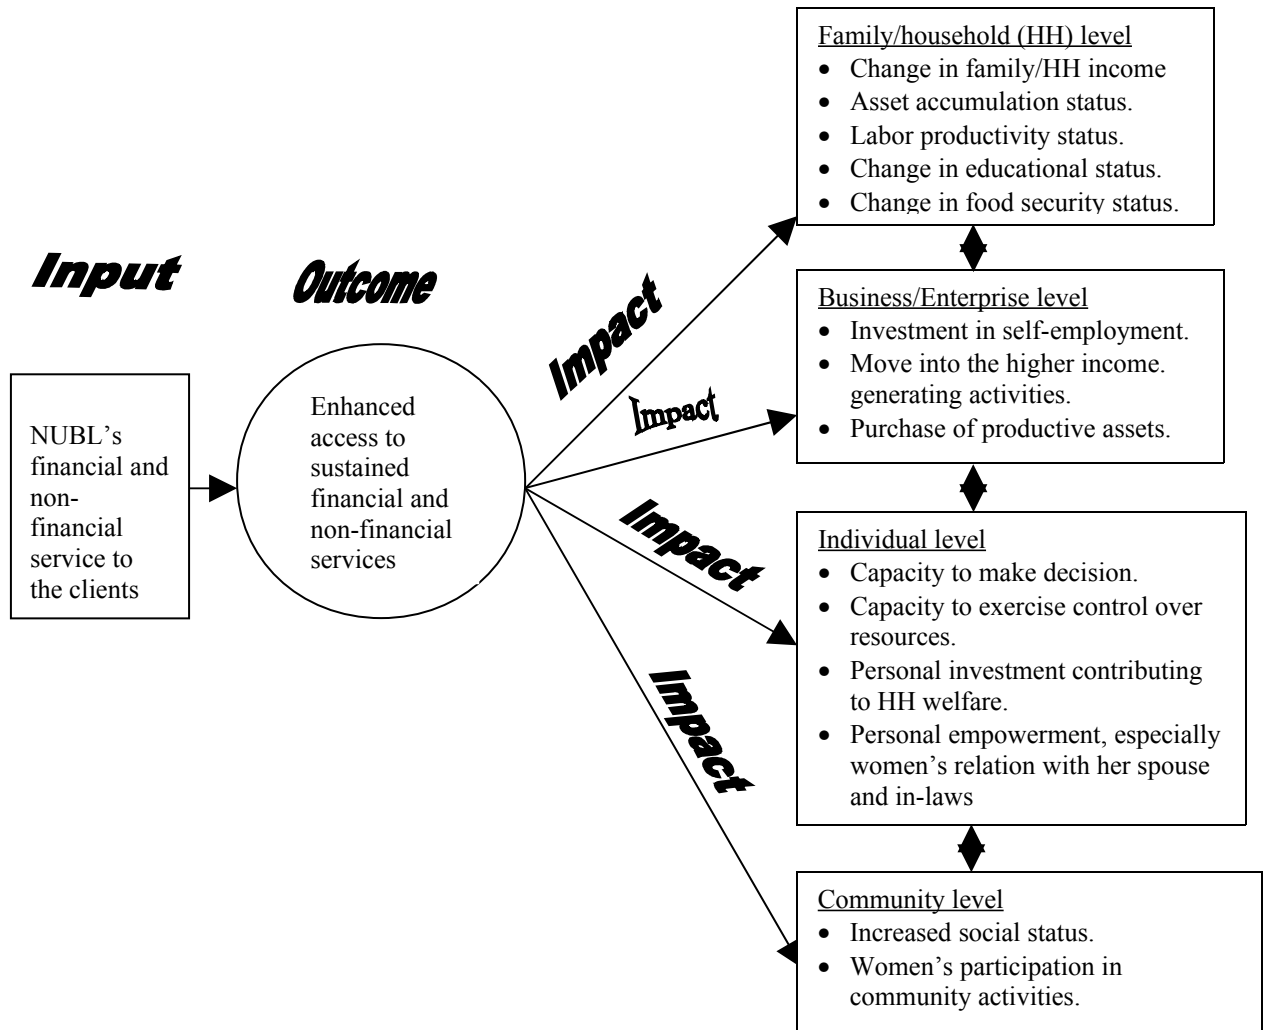 Input
NUBL’s
financial and
non-
financial
service to
the clients
Outcome
Enhanced
access to
sustained
financial and
non-financial
services
Impact
Impact
Impact
Impact
Family/household (HH) level
• Change in family/HH income
• Asset accumulation status.
• Labor productivity status.
• Change in educational status.
• Change in food security status.
Business/Enterprise level
• Investment in self-employment.
• Move into the higher income.
generating activities.
• Purchase of productive assets.
Individual level
• Capacity to make decision.
• Capacity to exercise control over
resources.
• Personal investment contributing
to HH welfare.
• Personal empowerment, especially
women’s relation with her spouse
and in-laws
Community level
• Increased social status.
• Women’s participation in
community activities.